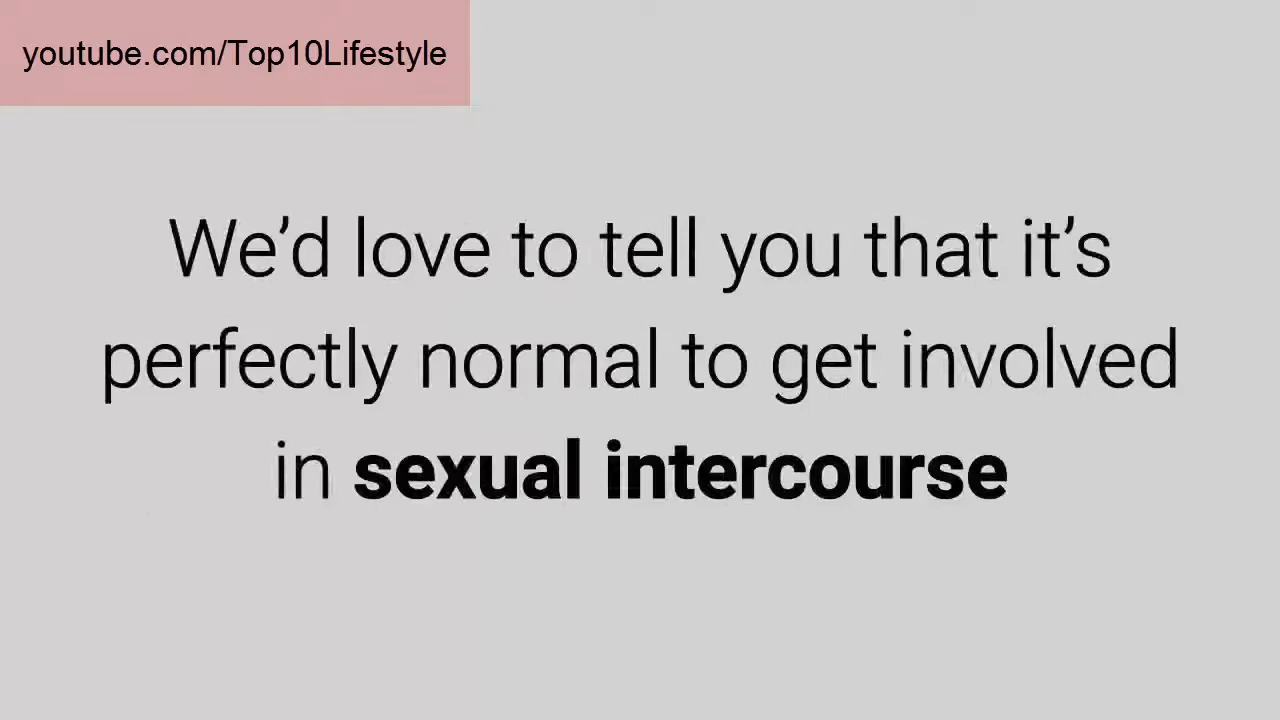 youtube.com/Top10Lifestyle
We’d love to tell you that it’s
perfectly normal to get involved
in sexual intercourse